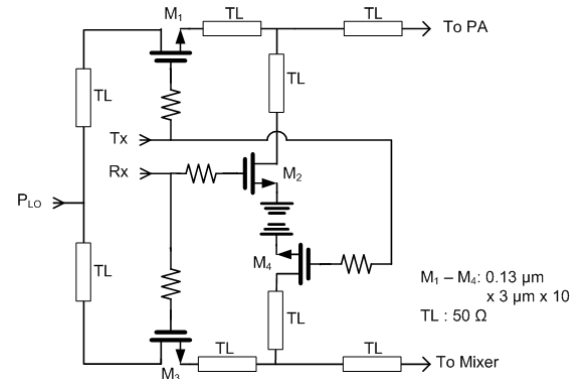 M1
TL
TL
To PA
TL
TL
Tx
Rx
M2
PLO
M4
TL
M1 – M4: 0.13 µm
x 3 µm x 10
TL : 50 Ω
TL
M3
TL
TL
To Mixer